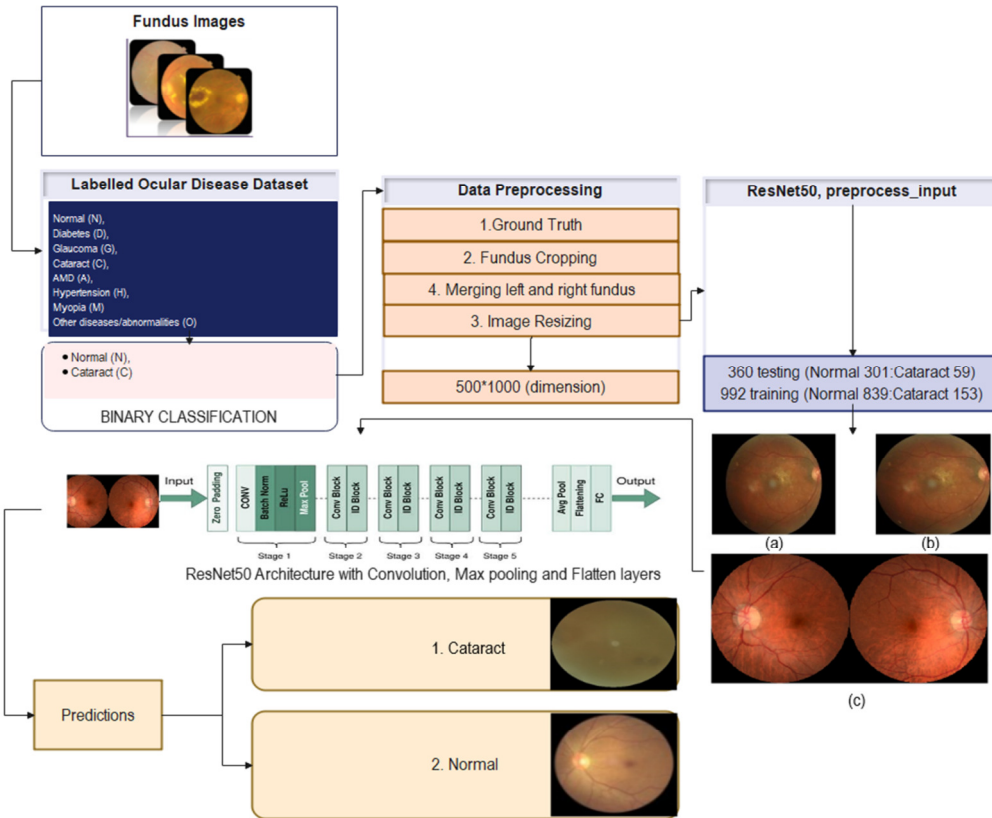 Fundus Images
Labelled Ocular Disease Dataset
Normal (N),
Diabetes (D),
Glaucoma (G),
Cataract (C),
AMD (A),
Hypertension (H),
Myopia (M)
Other diseases/abnormalities (O)
Normal (N),
Cataract (C)
BINARY CLASSIFICATION
Data Preprocessing
1.Ground Truth
2. Fundus Cropping
4. Merging left and right fundus
3. Image Resizing
500*1000 (dimension)
ResNet50, preprocess_input
360 testing (Normal 301:Cataract 59)
992 training (Normal 839:Cataract 153)
(a)
(b)
(c)
Input
Zero Padding
CONV
Batch Norm
ReLu
Max Pool
Conv Block
ID Block
Conv Block
ID Block
Conv Block
ID Block
Conv Block
ID Block
Avg Pool
Flattening
FC
Output
Stage 1
Stage 2
Stage 3
Stage 4
Stage 5
ResNet50 Architecture with Convolution, Max pooling and Flatten layers
Predictions
1. Cataract
2. Normal